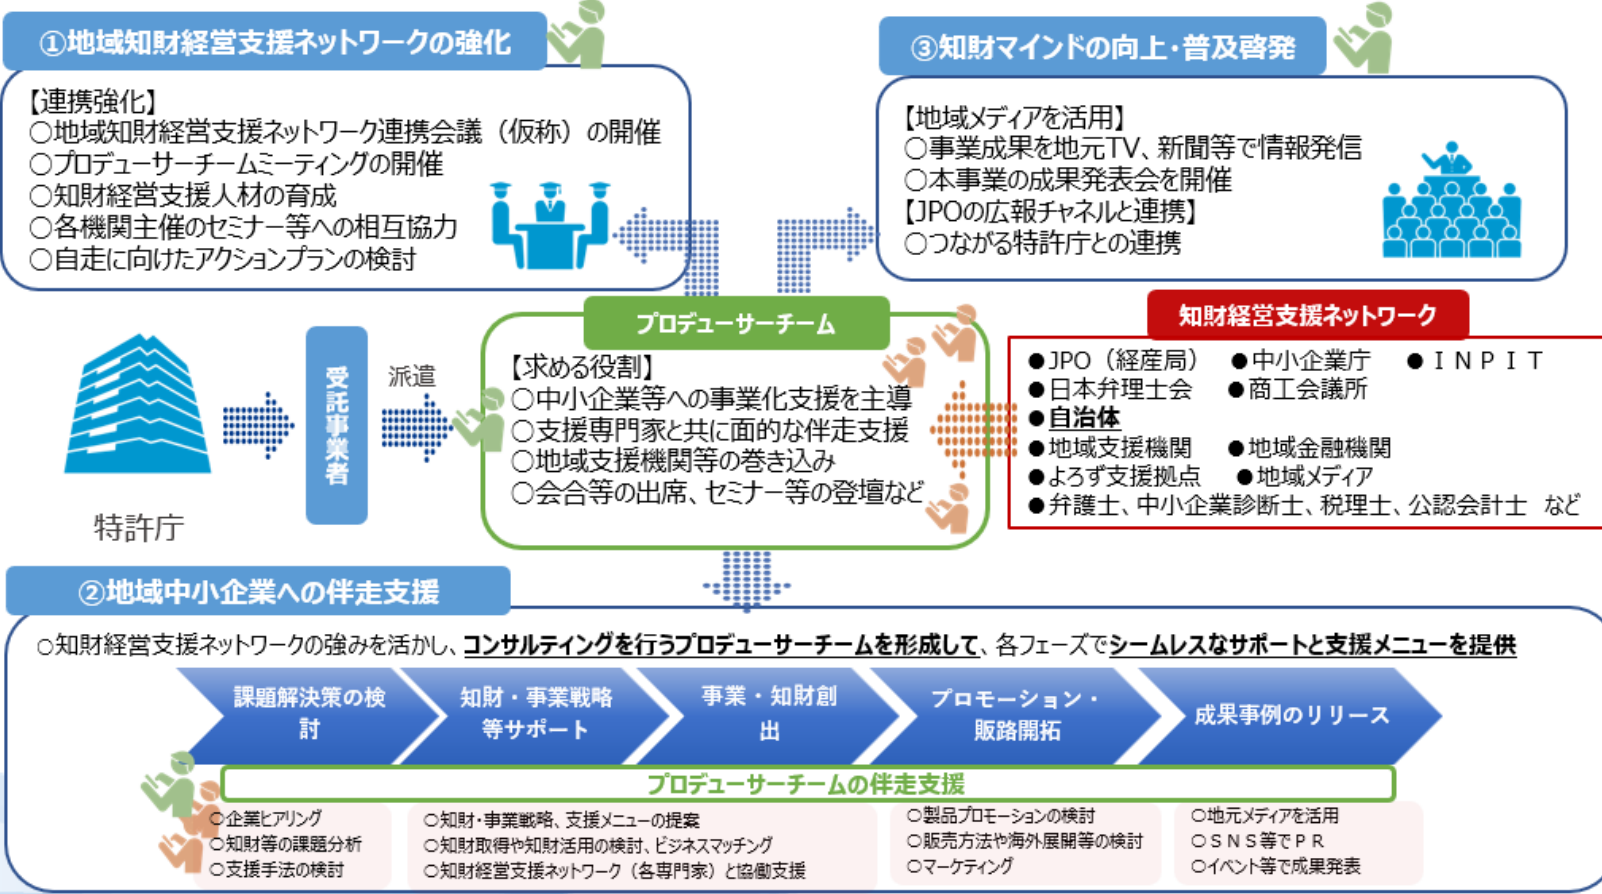 ①地域知財経営支援ネットワークの強化
【連携強化】
○地域知財経営支援ネットワーク連携会議（仮称）の開催
○プロデューサーチームミーティングの開催
○知財経営支援人材の育成
○各機関主催のセミナー等への相互協力
○自走に向けたアクションプランの検討
③知財マインドの向上・普及啓発
【地域メディアを活用】
○事業成果を地元TV、新聞等で情報発信
○本事業の成果発表会を開催
【JPOの広報チャネルと連携】
○つながる特許庁との連携
特許庁
受託事業者
派遣
プロデューサーチーム
【求める役割】
○中小企業等への事業化支援を主導
○支援専門家と共に面的な伴走支援
○地域支援機関等の巻き込み
○会合等の出席、セミナー等の登壇など
知財経営支援ネットワーク
●JPO（経産局） ●中小企業庁 ●ＩＮＰＩＴ
●日本弁理士会 ●商工会議所
●自治体
●地域支援機関 ●地域金融機関
●よろず支援拠点 ●地域メディア
●弁護士、中小企業診断士、税理士、公認会計士 など
②地域中小企業への伴走支援
○知財経営支援ネットワークの強みを活かし、コンサルティングを行うプロデューサーチームを形成して、各フェーズでシームレスなサポートと支援メニューを提供
課題解決策の検
討
知財・事業戦略
等サポート
事業・知財創
出
プロモーション・
販路開拓
成果事例のリリース
プロデューサーチームの伴走支援
○企業ヒアリング
○知財等の課題分析
○支援手法の検討
○知財・事業戦略、支援メニューの提案
○知財取得や知財活用の検討、ビジネスマッチング
○知財経営支援ネットワーク（各専門家）と協働支援
○製品プロモーションの検討
○販売方法や海外展開等の検討
○マーケティング
○地元メディアを活用
○ＳＮＳ等でＰＲ
○イベント等で成果発表